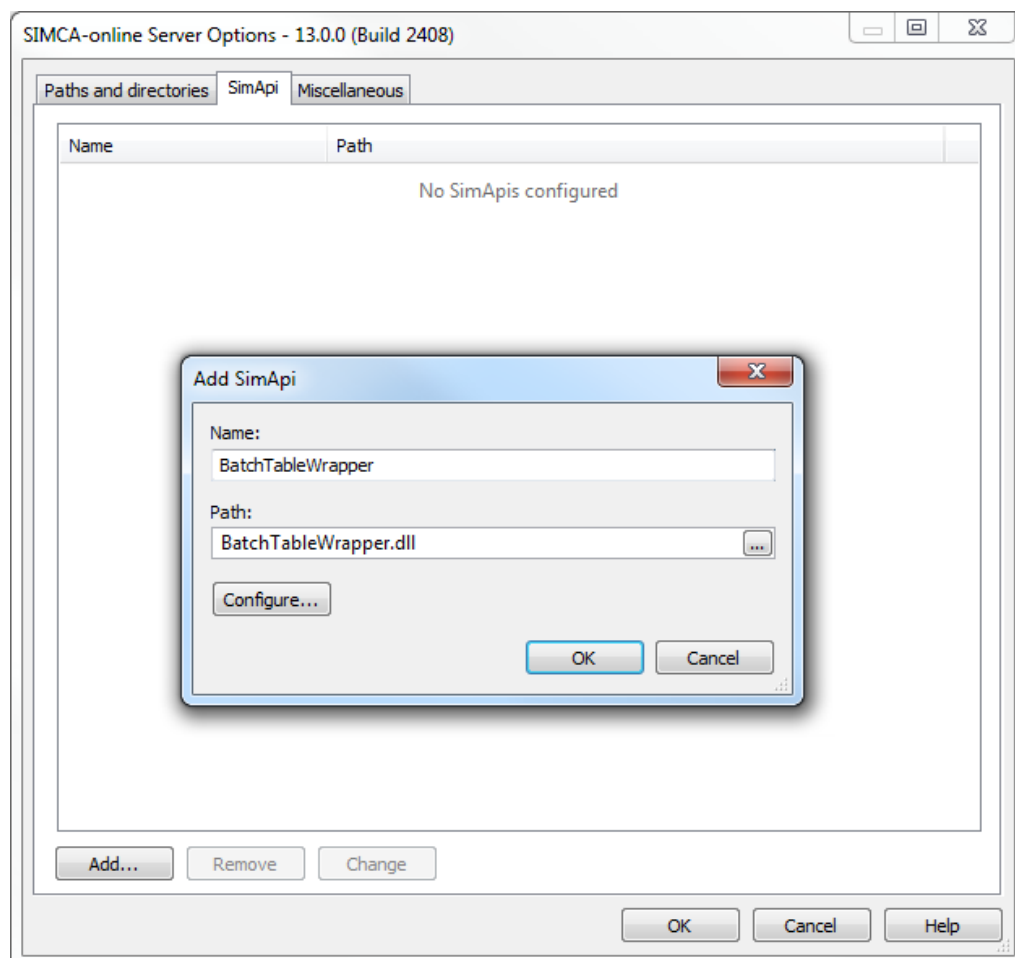 SIMCA-online Server Options - 13.0.0 (Build 2408)
Paths and directories SimApi Miscellaneous
Name Path
No SimApis configured
Add SimApi
Name:
BatchTableWrapper
Path:
BatchTableWrapper.dll ...
Configure...
OK Cancel
Add... Remove Change
OK Cancel Help